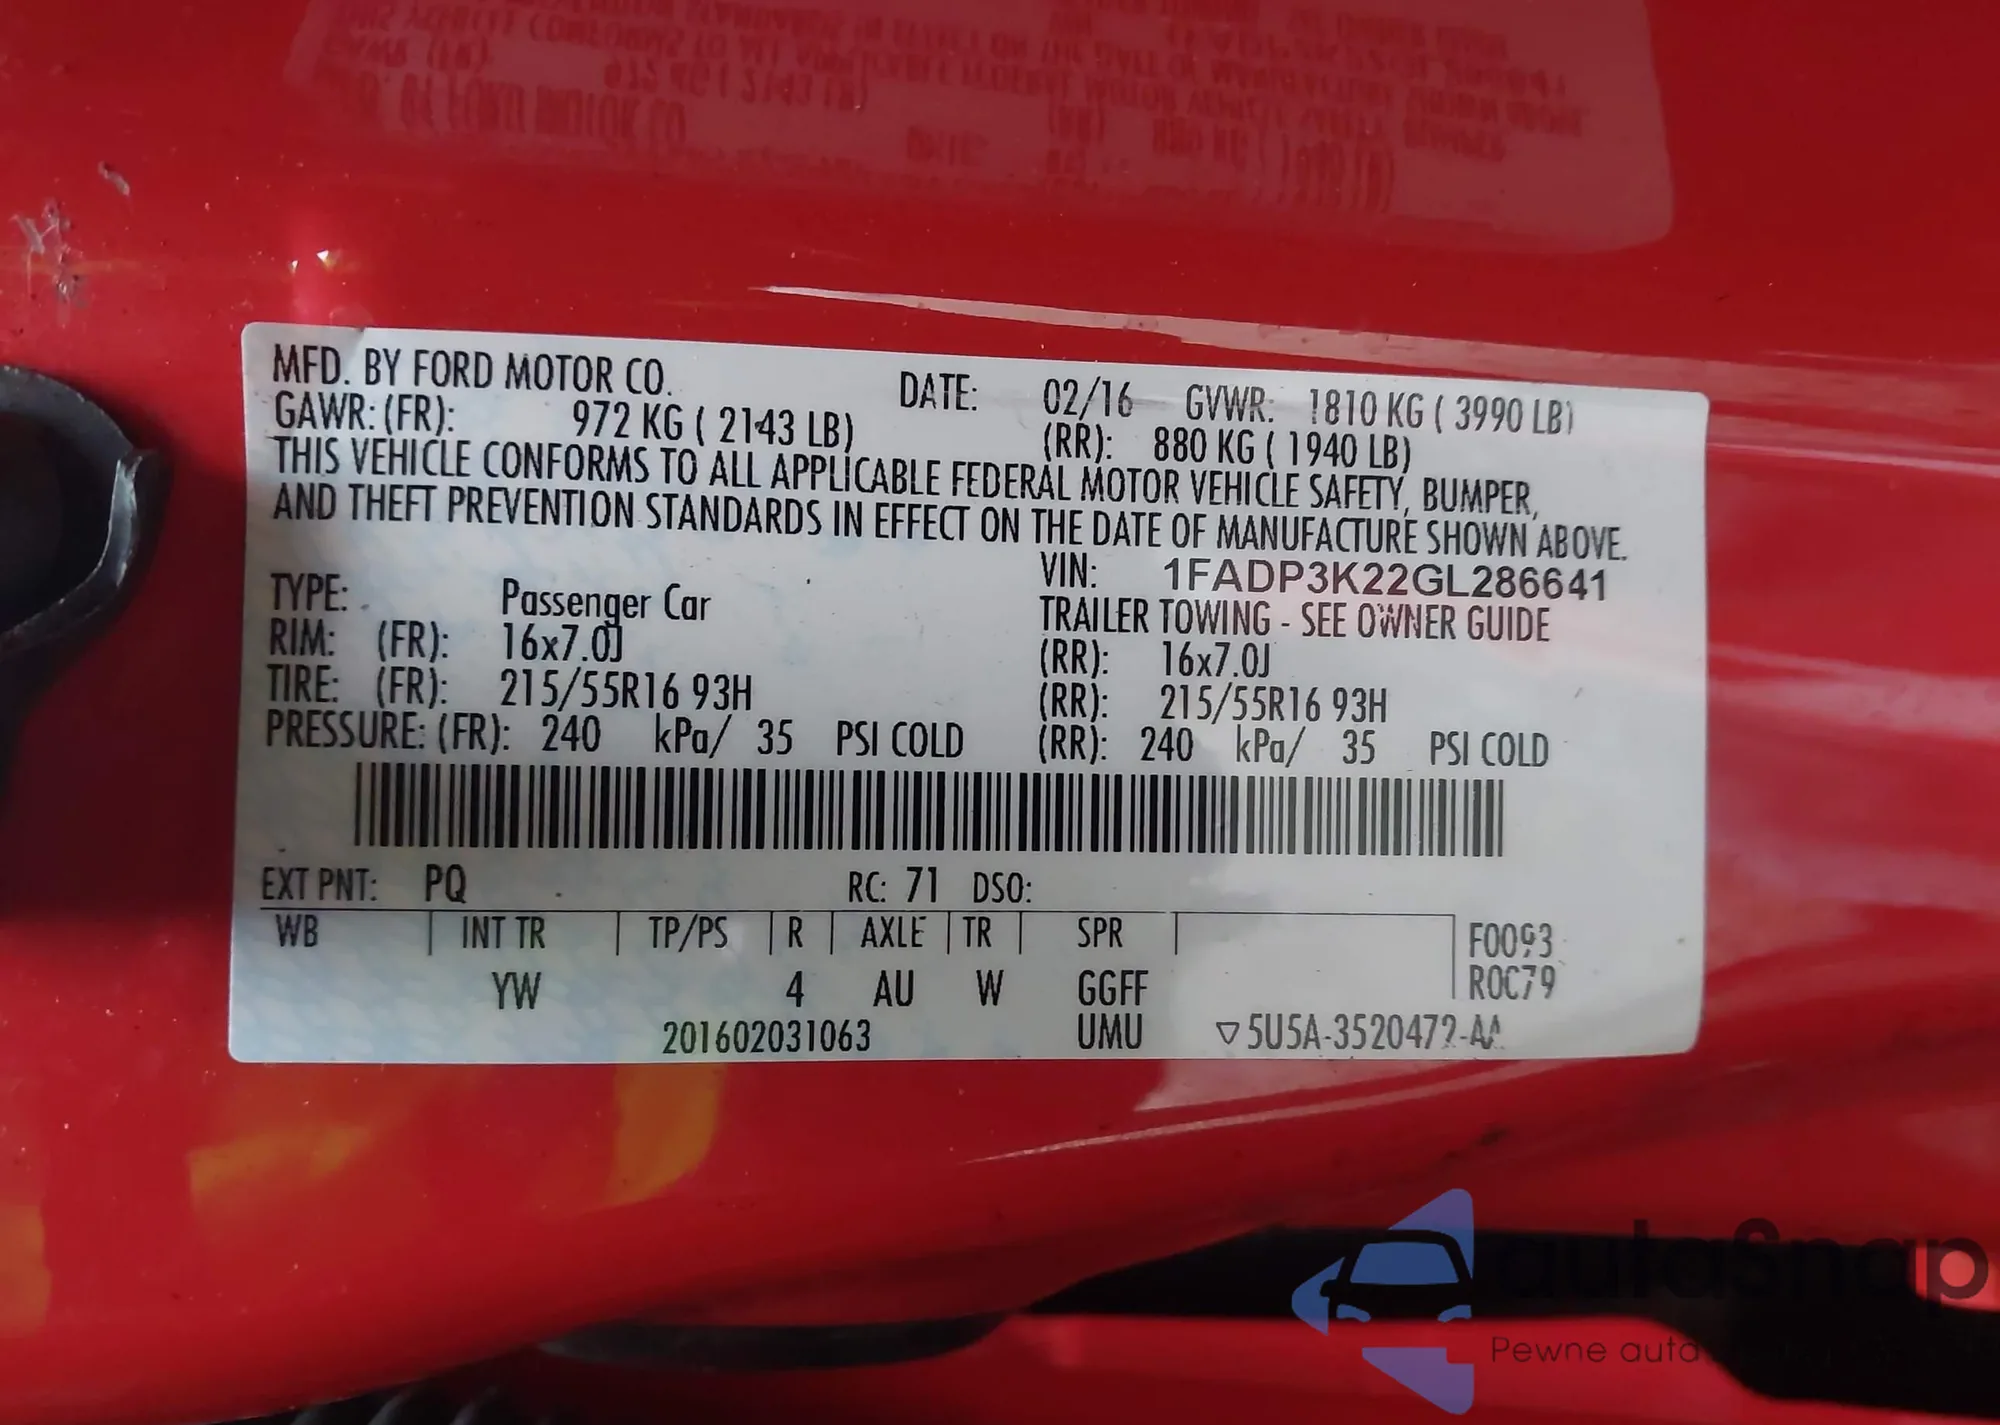 MFD. BY FORD MOTOR CO. DATE: 02/16 GVWR: 1810 KG ( 3990 LB)
GAWR: (FR): 972 KG ( 2143 LB) (RR): 880 KG ( 1940 LB)
THIS VEHICLE CONFORMS TO ALL APPLICABLE FEDERAL MOTOR VEHICLE SAFETY, BUMPER,
AND THEFT PREVENTION STANDARDS IN EFFECT ON THE DATE OF MANUFACTURE SHOWN ABOVE.
VIN: 1FADP3K22GL286641
TYPE: Passenger Car TRAILER TOWING - SEE OWNER GUIDE
RIM: (FR): 16x7.0J (RR): 16x7.0J
TIRE: (FR): 215/55R16 93H (RR): 215/55R16 93H
PRESSURE: (FR): 240 kPa/ 35 PSI COLD (RR): 240 kPa/ 35 PSI COLD
EXT PNT: PQ RC: 71 DSO:
WB INT TR TP/PS R AXLE TR SPR F0093
YW 4 AU W GGFF R0C79
201602031063 UMU ▽5U5A-3520472-AA
autoSnap
Pewne auta